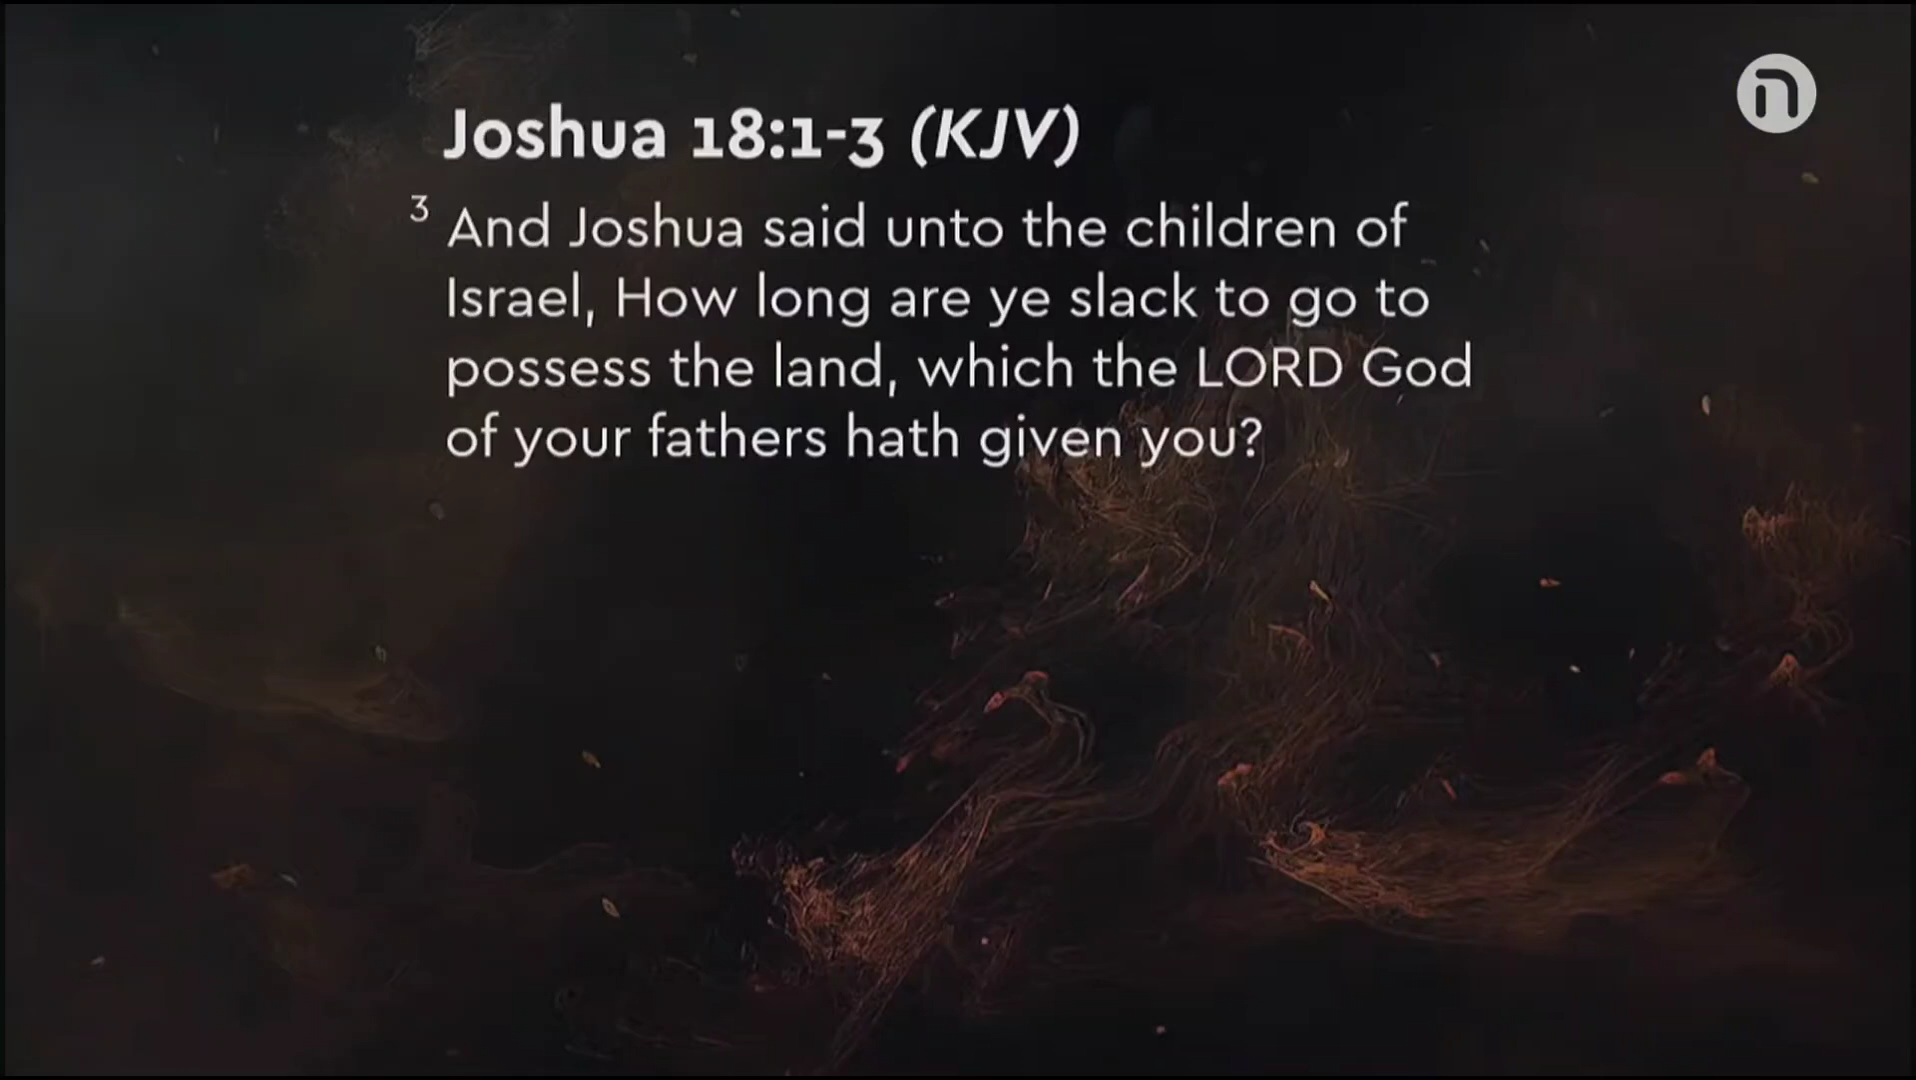 Joshua 18:1-3 (KJV)
3 And Joshua said unto the children of
Israel, How long are ye slack to go to
possess the land, which the LORD God
of your fathers hath given you?